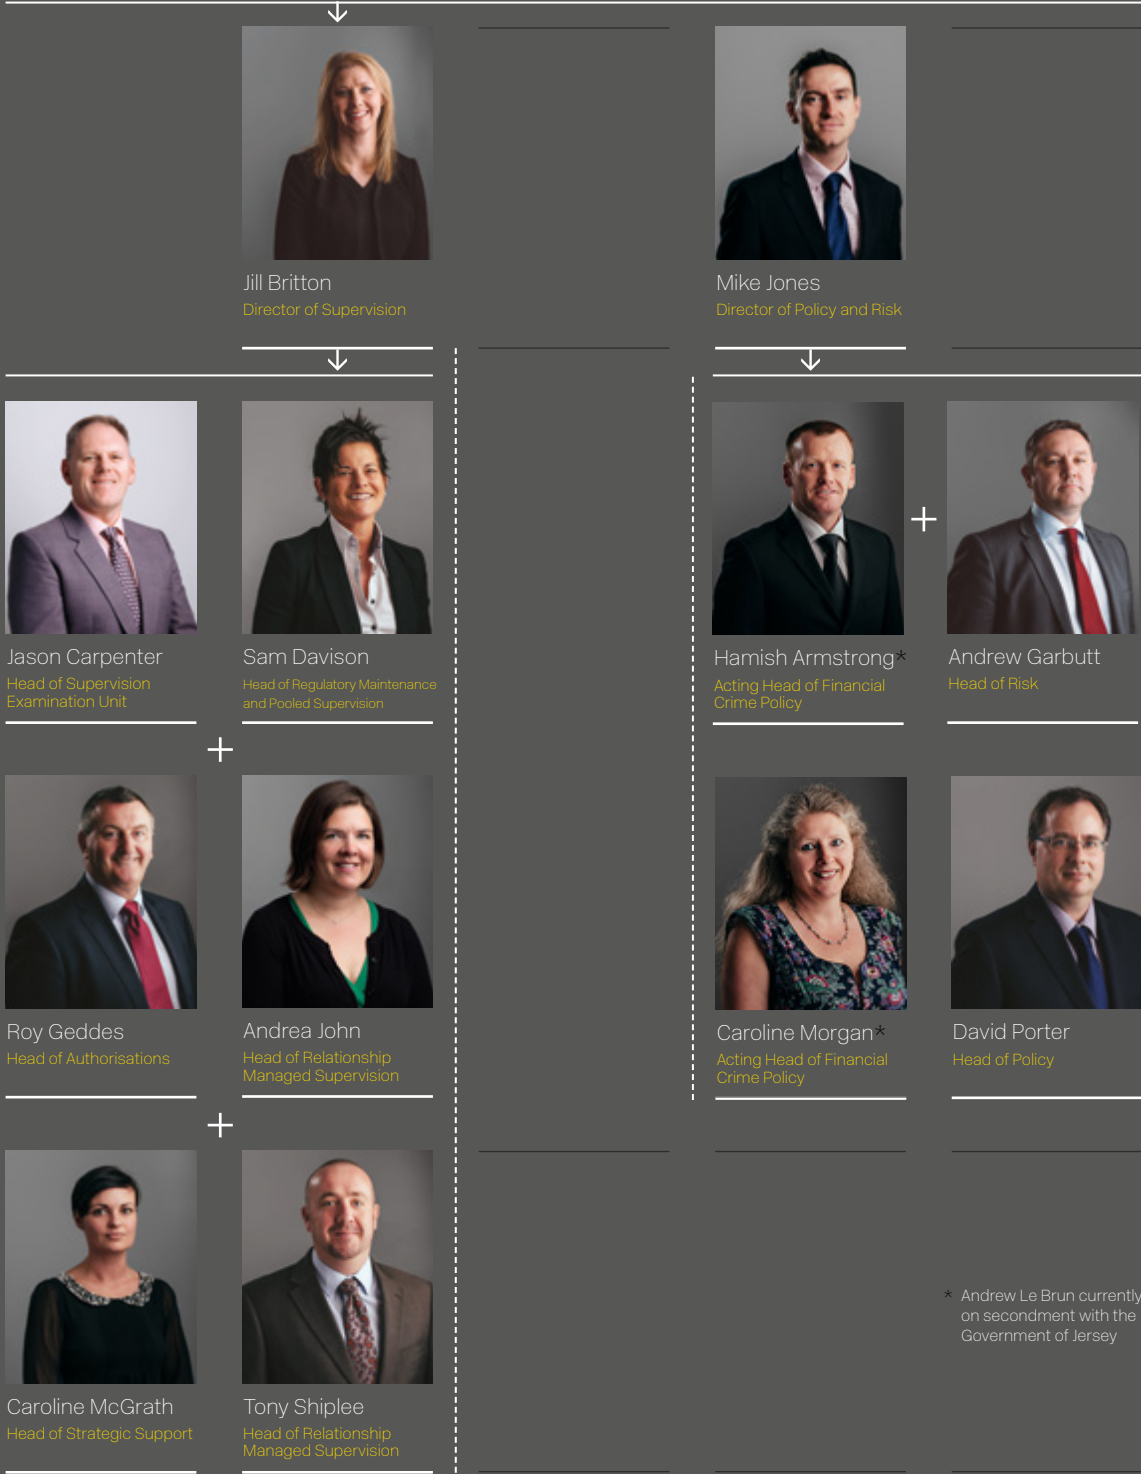 Jill Britton
Director of Supervision
Mike Jones
Director of Policy and Risk
Jason Carpenter
Head of Supervision
Examination Unit
Sam Davison
Head of Regulatory Maintenance
and Pooled Supervision
Hamish Armstrong*
Acting Head of Financial
Crime Policy
Andrew Garbutt
Head of Risk
Roy Geddes
Head of Authorisations
Andrea John
Head of Relationship
Managed Supervision
Caroline Morgan*
Acting Head of Financial
Crime Policy
David Porter
Head of Policy
Caroline McGrath
Head of Strategic Support
Tony Shiplee
Head of Relationship
Managed Supervision
* Andrew Le Brun currently
on secondment with the
Government of Jersey